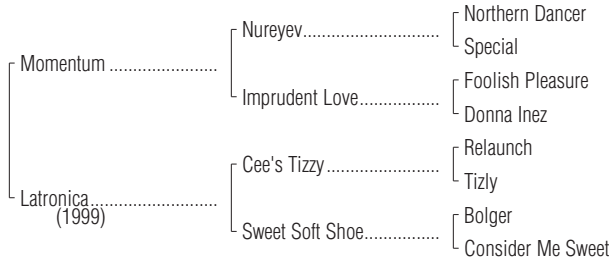 Northern Dancer
Nureyev..................................
Special
Momentum ..........................
Foolish Pleasure
Imprudent Love....................
Donna Inez
Relaunch
Cee's Tizzy............................
Tizly
Latronica...............................
(1999)
Bolger
Sweet Soft Shoe..................
Consider Me Sweet